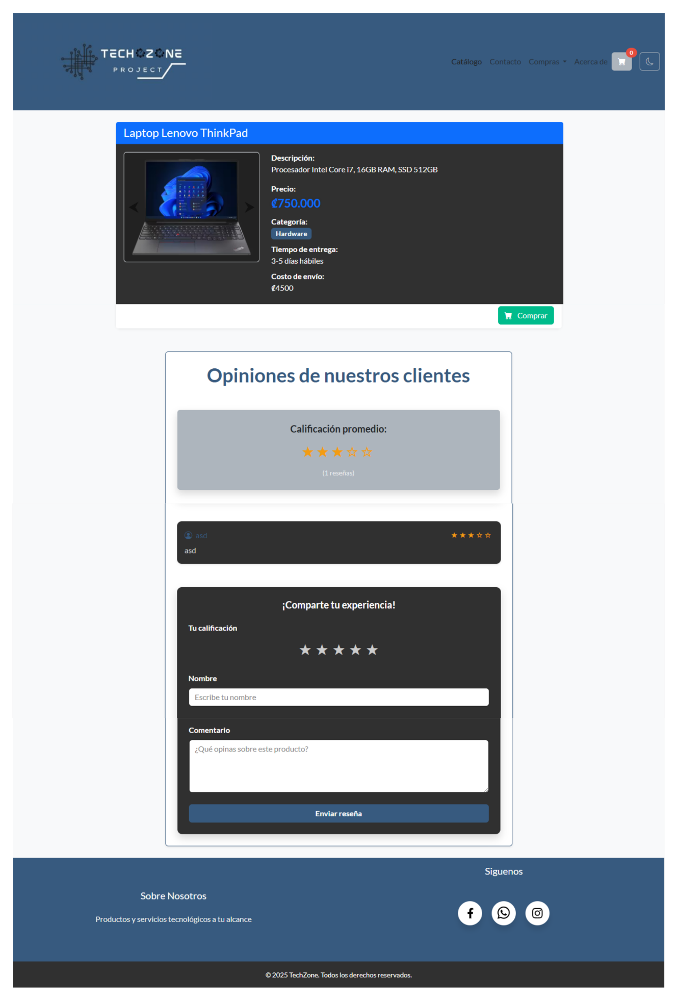 TECH ZONE
PROJECT
Catálogo Contacto Compras Acerca de 0
Laptop Lenovo ThinkPad
Descripción:
Procesador Intel Core i7, 16GB RAM, SSD 512GB
Precio:
₡750.000
Categoría:
Hardware
Tiempo de entrega:
3-5 días hábiles
Costo de envío:
₡4500
Comprar
Opiniones de nuestros clientes
Calificación promedio:
★ ★ ★ ☆ ☆
(1 reseñas)
asd ★ ★ ★ ☆ ☆
asd
¡Comparte tu experiencia!
Tu calificación
★ ★ ★ ★ ★
Nombre
Escribe tu nombre
Comentario
¿Qué opinas sobre este producto?
Enviar reseña
Siguenos
Sobre Nosotros
Productos y servicios tecnológicos a tu alcance
© 2025 TechZone. Todos los derechos reservados.